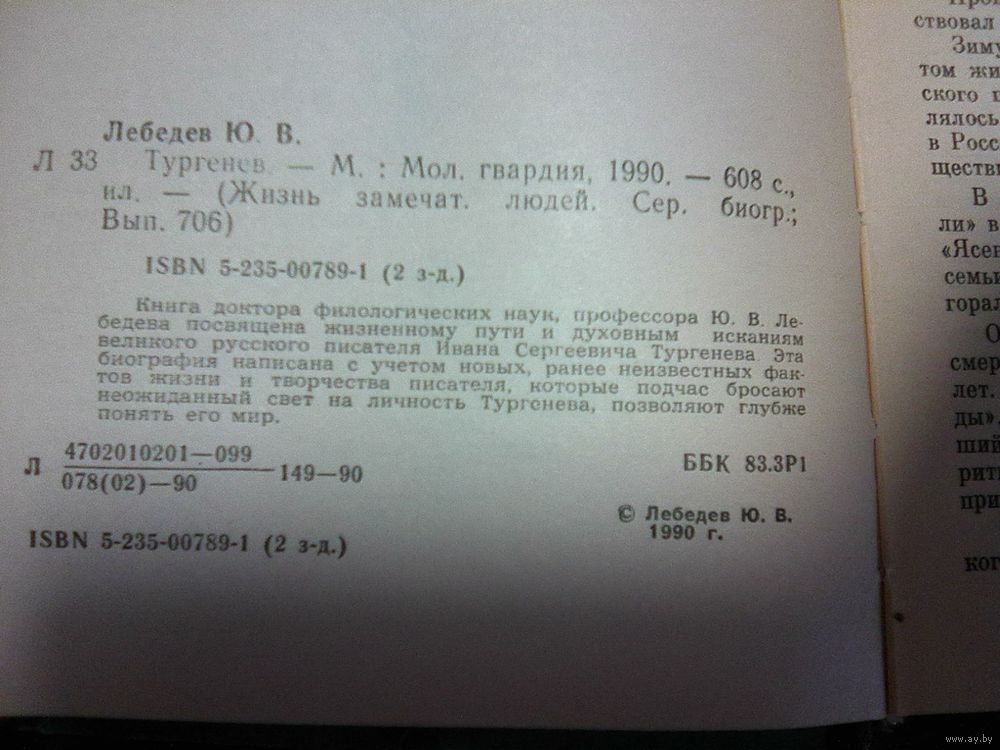 Лебедев Ю. В.
Л 33 Тургенев. — М. : Мол. гвардия, 1990. — 608 с.,
ил. — (Жизнь замечат. людей. Сер. биогр.;
Вып. 706)
ISBN 5-235-00789-1 (2 з-д.)
Книга доктора филологических наук, профессора Ю. В. Ле-
бедева посвящена жизненному пути и духовным исканиям
великого русского писателя Ивана Сергеевича Тургенева. Эта
биография написана с учетом новых, ранее неизвестных фак-
тов жизни и творчества писателя, которые подчас бросают
неожиданный свет на личность Тургенева, позволяют глубже
понять его мир.
Л 4702010201—099
078(02)—90 —149—90
ББК 83.3Р1
© Лебедев Ю. В.
1990 г.
ISBN 5-235-00789-1 (2 з-д.)
ствовал
Зиму
том жи
ского п
лялось
в Росс
ществи
В
ли» в
«Ясен
семьи
горал
О
смер
лет.
ды».
ший
рит
при
ког
www.ay.by